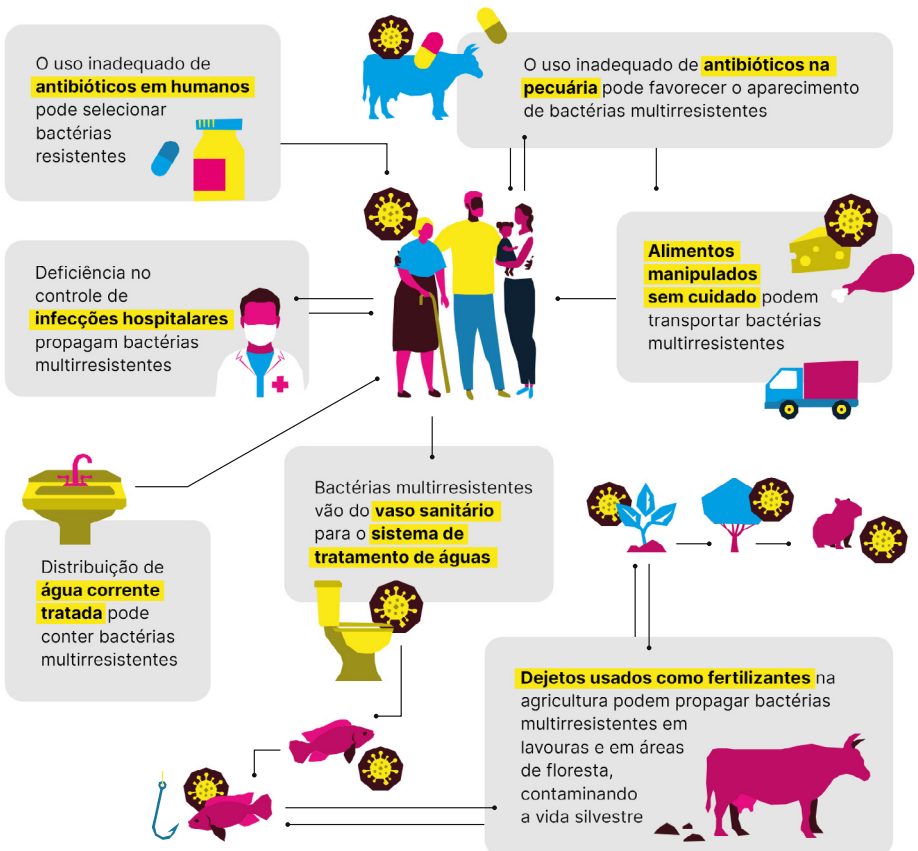 O uso inadequado de
antibióticos em humanos
pode selecionar
bactérias
resistentes
O uso inadequado de antibióticos na
pecuária pode favorecer o aparecimento
de bactérias multirresistentes
Deficiência no
controle de
infecções hospitalares
propagam bactérias
multirresistentes
Alimentos
manipulados
sem cuidado podem
transportar bactérias
multirresistentes
Bactérias multirresistentes
vão do vaso sanitário
para o sistema de
tratamento de águas
Distribuição de
água corrente
tratada pode
conter bactérias
multirresistentes
Dejetos usados como fertilizantes na
agricultura podem propagar bactérias
multirresistentes em
lavouras e em áreas
de floresta,
contaminando
a vida silvestre